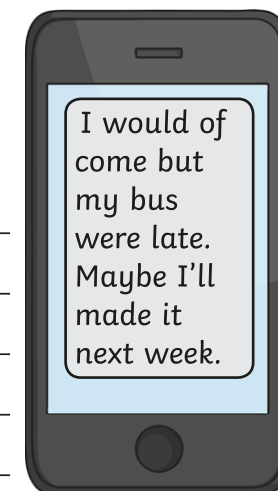 I would of
come but
my bus
were late.
Maybe I'll
made it
next week.